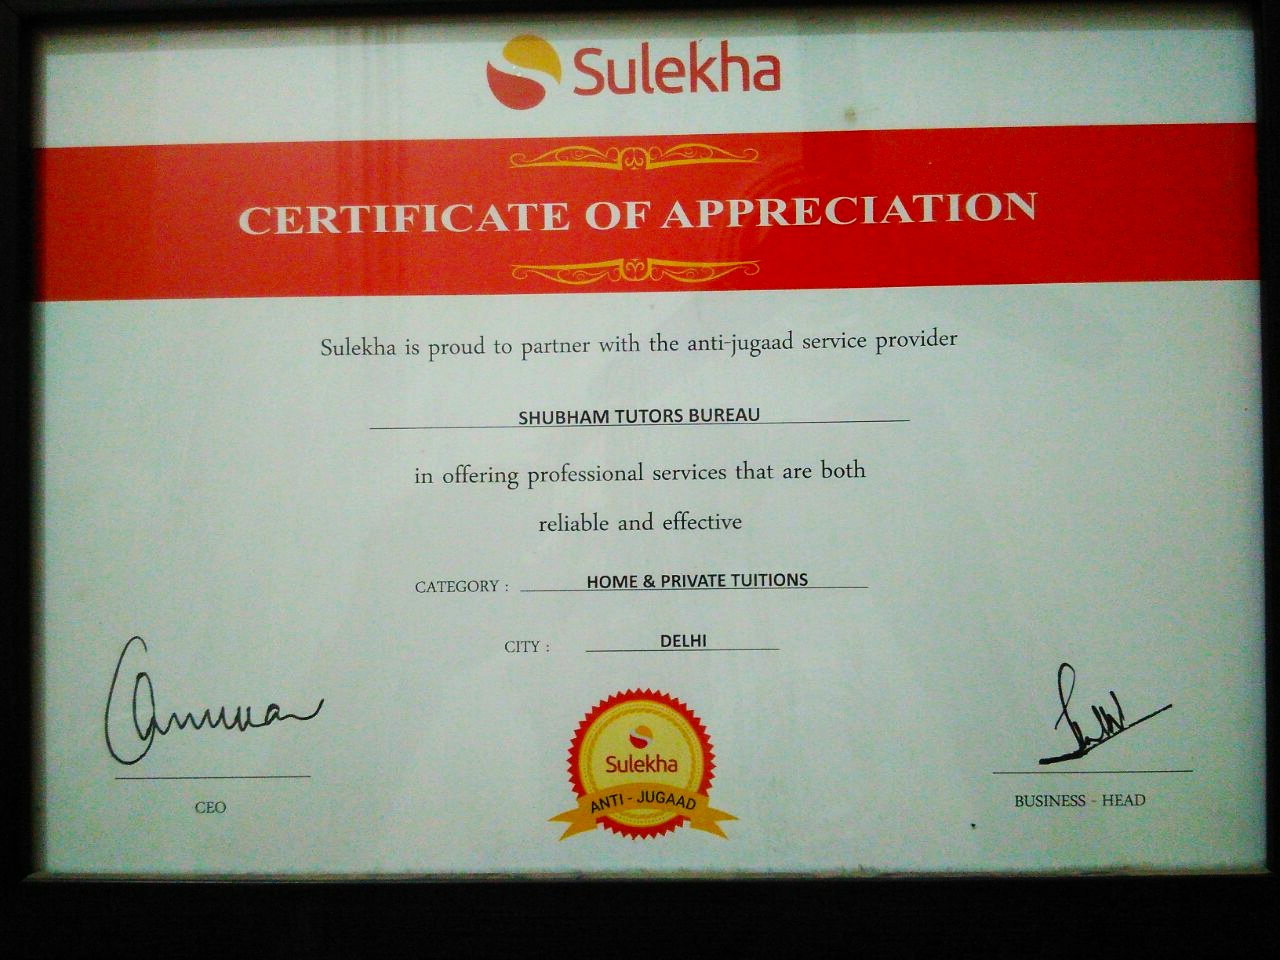 Sulekha
CERTIFICATE OF APPRECIATION
Sulekha is proud to partner with the anti-jugaad service provider
SHUBHAM TUTORS BUREAU
in offering professional services that are both
reliable and effective
CATEGORY : HOME & PRIVATE TUITIONS
CITY : DELHI
Sulekha
ANTI - JUGAAD
CEO
BUSINESS - HEAD